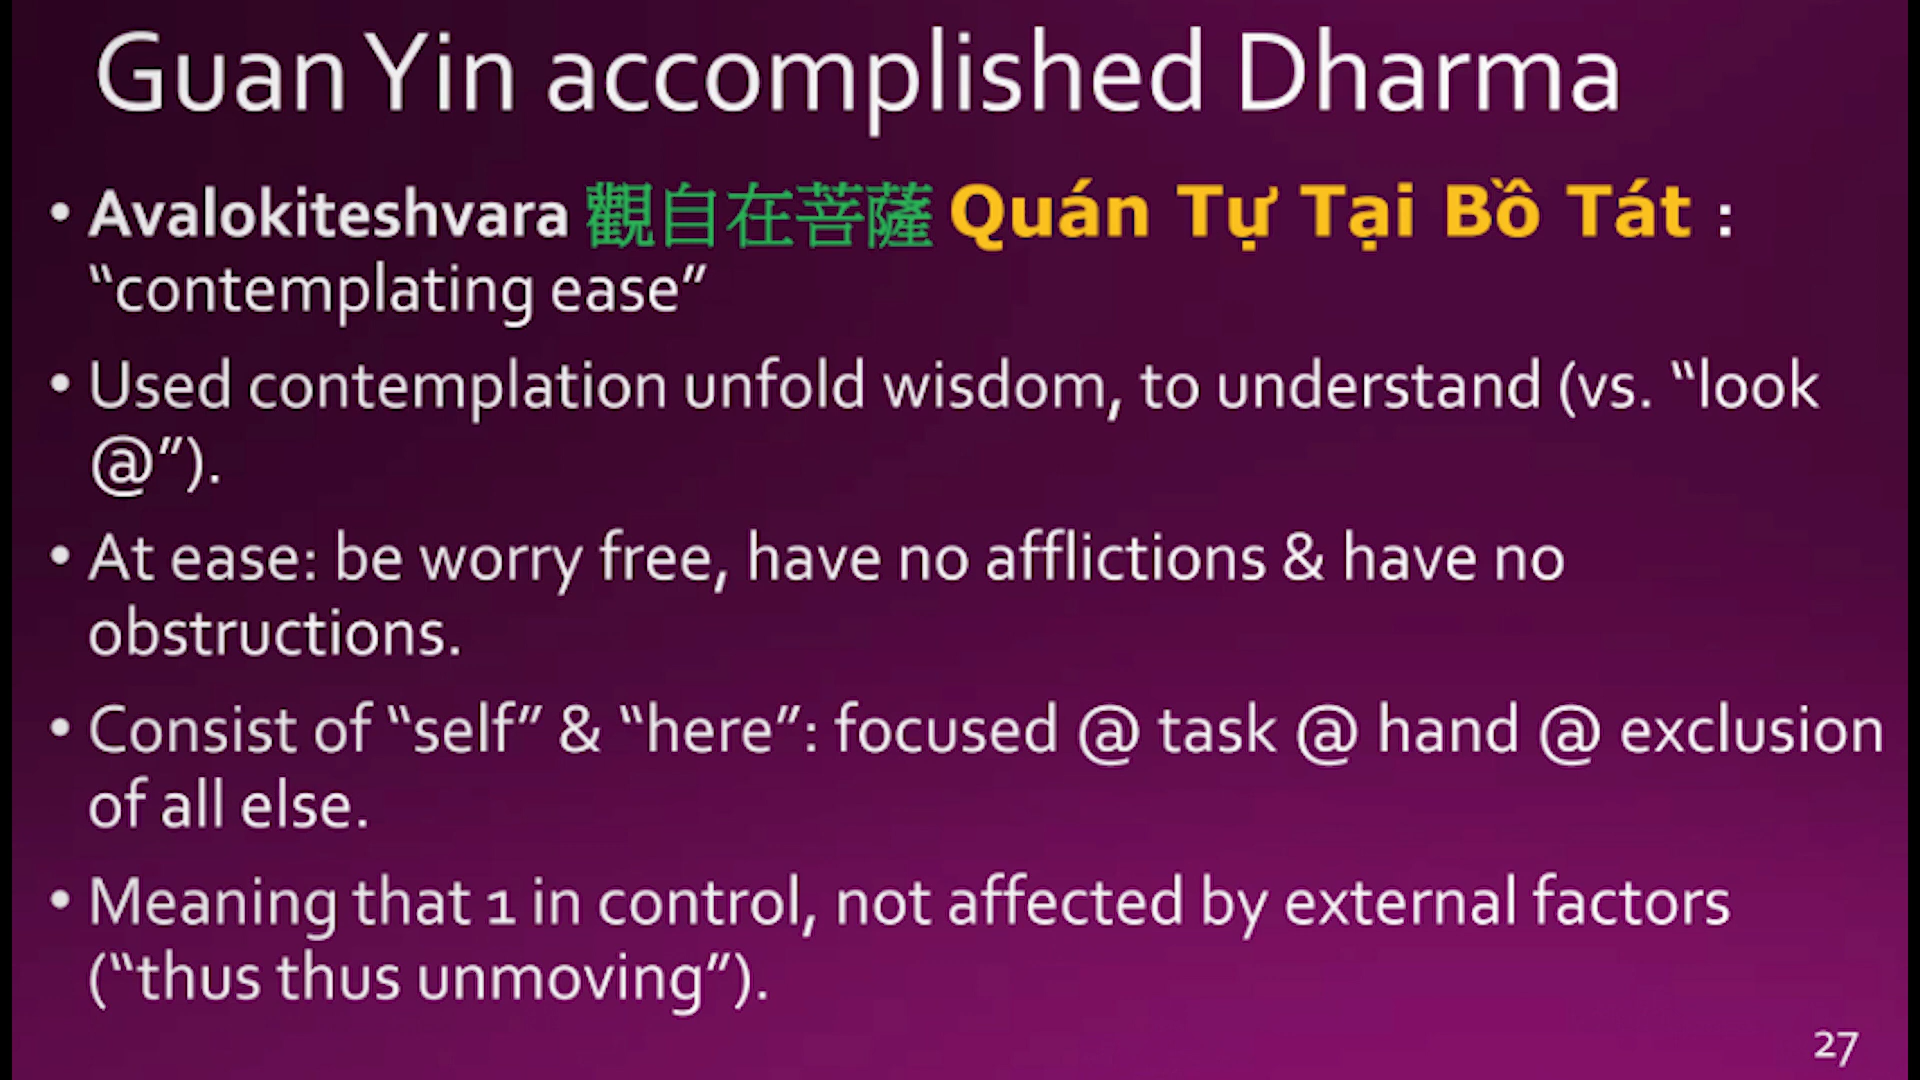 Guan Yin accomplished Dharma
• Avalokiteshvara 觀自在菩薩 Quán Tự Tại Bồ Tát :
“contemplating ease”
• Used contemplation unfold wisdom, to understand (vs. “look
@”).
• At ease: be worry free, have no afflictions & have no
obstructions.
• Consist of “self” & “here”: focused @ task @ hand @ exclusion
of all else.
• Meaning that 1 in control, not affected by external factors
(“thus thus unmoving”).
27